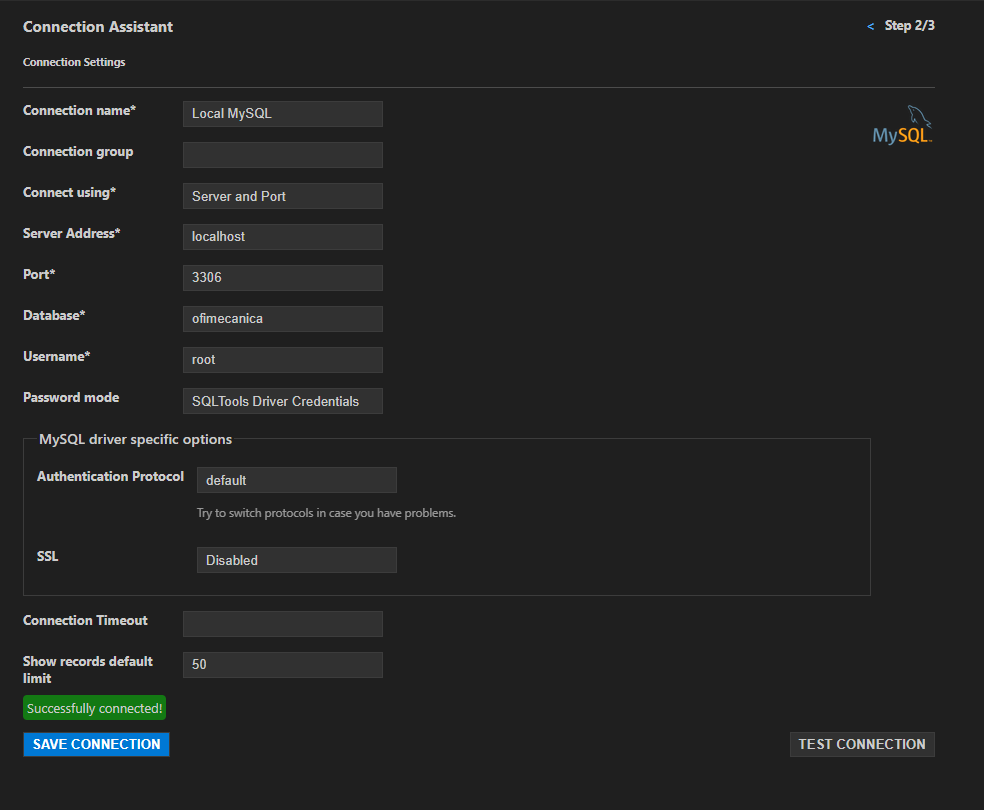 Connection Assistant
< Step 2/3
Connection Settings
Connection name* Local MySQL
MySQL™
Connection group
Connect using* Server and Port
Server Address* localhost
Port* 3306
Database* ofimecanica
Username* root
Password mode SQLTools Driver Credentials
MySQL driver specific options
Authentication Protocol default
Try to switch protocols in case you have problems.
SSL Disabled
Connection Timeout
Show records default
limit
50
Successfully connected!
SAVE CONNECTION
TEST CONNECTION